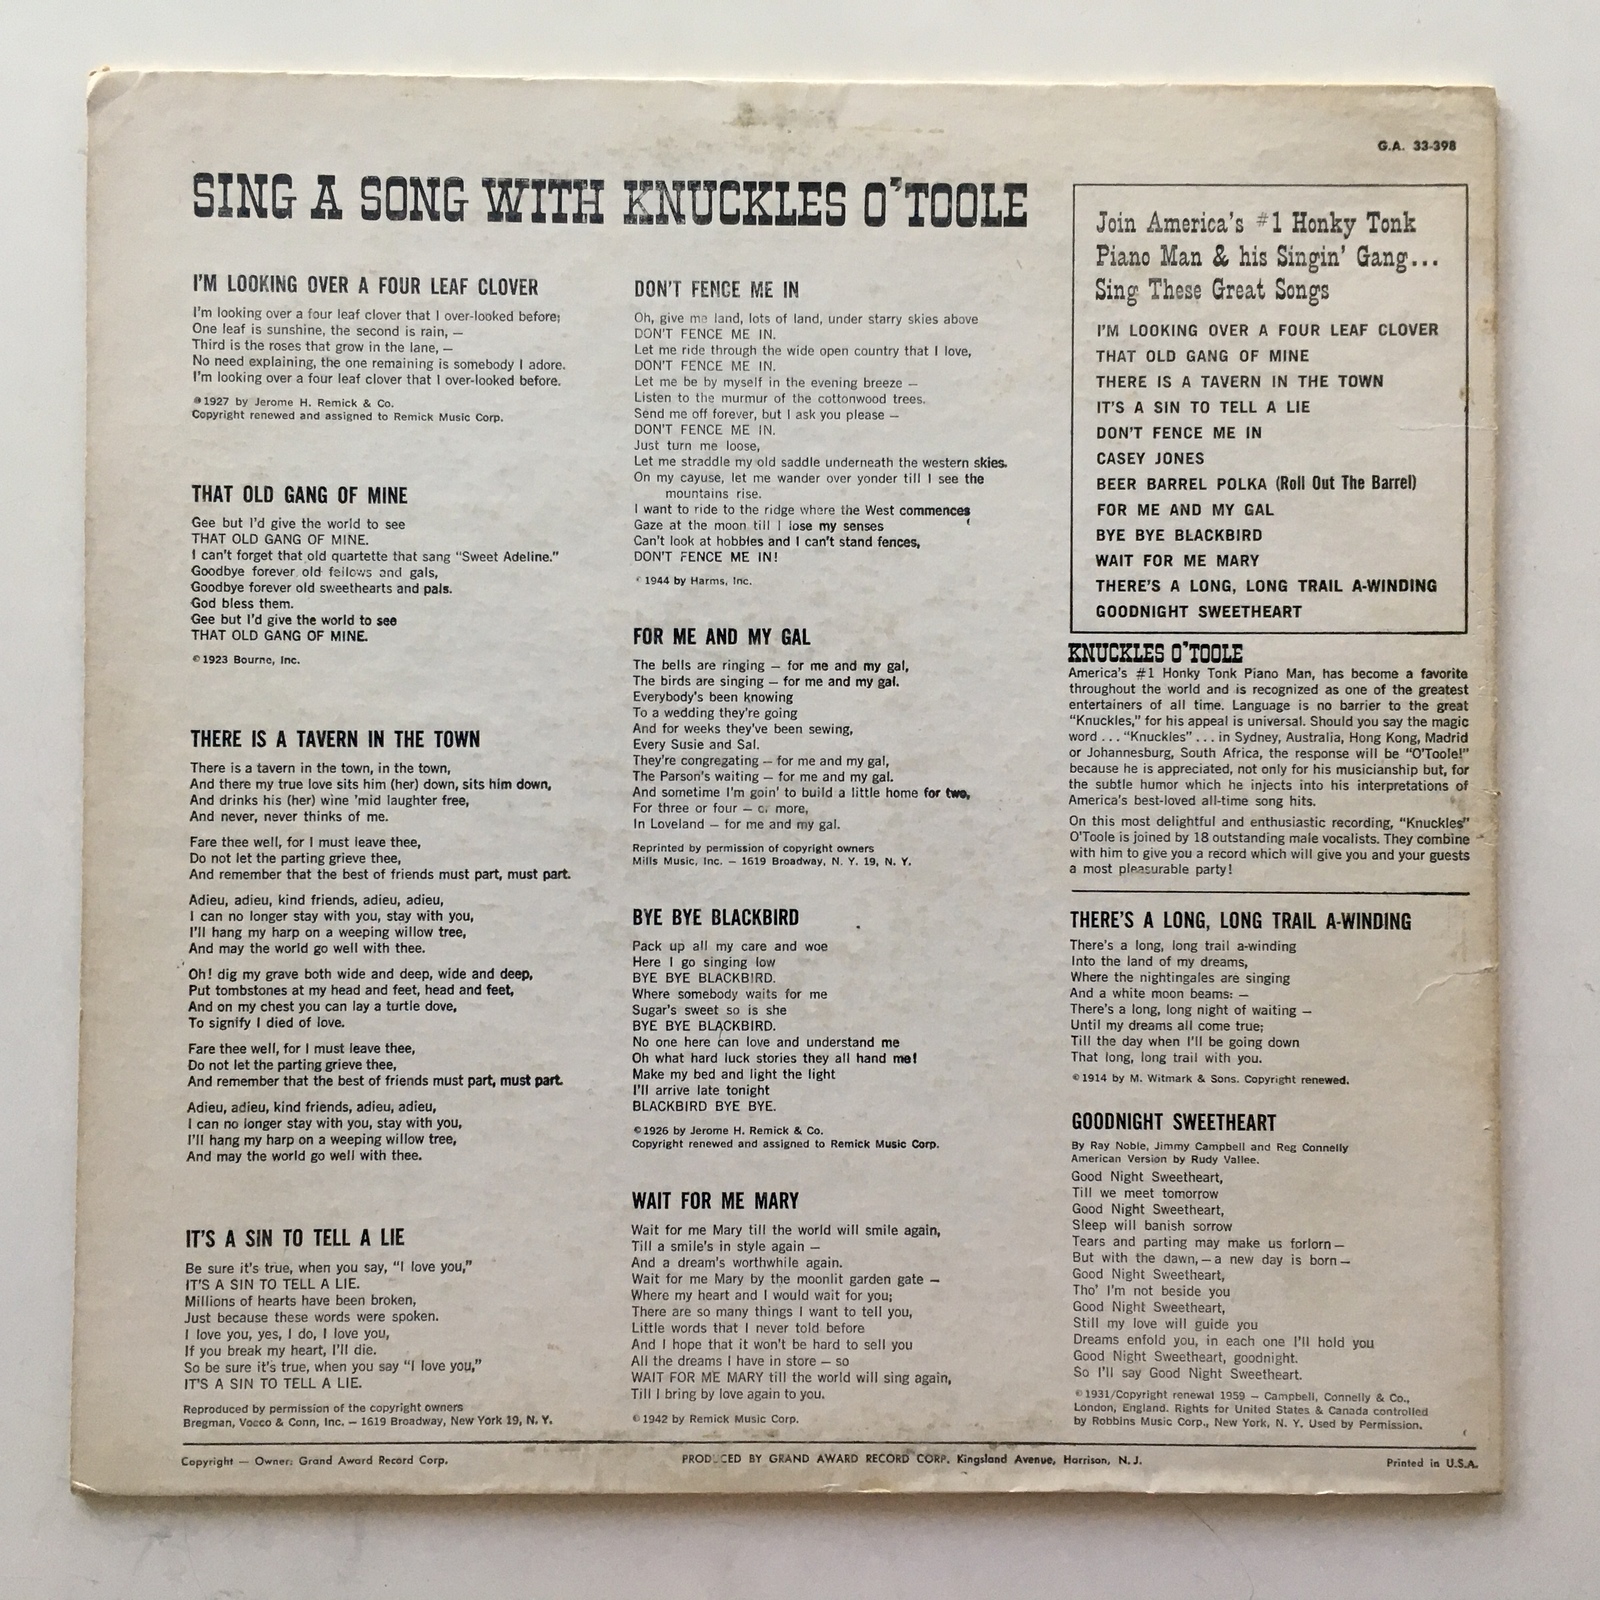 G.A. 33-398
SING A SONG WITH KNUCKLES O'TOOLE
I'M LOOKING OVER A FOUR LEAF CLOVER
I'm looking over a four leaf clover that I over-looked before;
One leaf is sunshine, the second is rain, —
Third is the roses that grow in the lane, —
No need explaining, the one remaining is somebody I adore.
I'm looking over a four leaf clover that I over-looked before.
©1927 by Jerome H. Remick & Co.
Copyright renewed and assigned to Remick Music Corp.
THAT OLD GANG OF MINE
Gee but I'd give the world to see
THAT OLD GANG OF MINE.
I can't forget that old quartette that sang "Sweet Adeline."
Goodbye forever old fellows and gals,
Goodbye forever old sweethearts and pals.
God bless them.
Gee but I'd give the world to see
THAT OLD GANG OF MINE.
©1923 Bourne, Inc.
THERE IS A TAVERN IN THE TOWN
There is a tavern in the town, in the town,
And there my true love sits him (her) down, sits him down,
And drinks his (her) wine 'mid laughter free,
And never, never thinks of me.
Fare thee well, for I must leave thee,
Do not let the parting grieve thee,
And remember that the best of friends must part, must part.
Adieu, adieu, kind friends, adieu, adieu,
I can no longer stay with you, stay with you,
I'll hang my harp on a weeping willow tree,
And may the world go well with thee.
Oh! dig my grave both wide and deep, wide and deep,
Put tombstones at my head and feet, head and feet,
And on my chest you can lay a turtle dove,
To signify I died of love.
Fare thee well, for I must leave thee,
Do not let the parting grieve thee,
And remember that the best of friends must part, must part.
Adieu, adieu, kind friends, adieu, adieu,
I can no longer stay with you, stay with you,
I'll hang my harp on a weeping willow tree,
And may the world go well with thee.
IT'S A SIN TO TELL A LIE
Be sure it's true, when you say, "I love you,"
IT'S A SIN TO TELL A LIE.
Millions of hearts have been broken,
Just because these words were spoken.
I love you, yes, I do, I love you,
If you break my heart, I'll die.
So be sure it's true, when you say "I love you,"
IT'S A SIN TO TELL A LIE.
Reproduced by permission of the copyright owners
Bregman, Vocco & Conn, Inc. — 1619 Broadway, New York 19, N. Y.
DON'T FENCE ME IN
Oh, give me land, lots of land, under starry skies above
DON'T FENCE ME IN.
Let me ride through the wide open country that I love,
DON'T FENCE ME IN.
Let me be by myself in the evening breeze —
Listen to the murmur of the cottonwood trees.
Send me off forever, but I ask you please —
DON'T FENCE ME IN.
Just turn me loose,
Let me straddle my old saddle underneath the western skies.
On my cayuse, let me wander over yonder till I see the
mountains rise.
I want to ride to the ridge where the West commences
Gaze at the moon till I lose my senses
Can't look at hobbles and I can't stand fences,
DON'T FENCE ME IN!
© 1944 by Harms, Inc.
FOR ME AND MY GAL
The bells are ringing — for me and my gal,
The birds are singing — for me and my gal.
Everybody's been knowing
To a wedding they're going
And for weeks they've been sewing,
Every Susie and Sal.
They're congregating — for me and my gal,
The Parson's waiting — for me and my gal.
And sometime I'm goin' to build a little home for two,
For three or four — more,
In Loveland — for me and my gal.
Reprinted by permission of copyright owners
Mills Music, Inc. — 1619 Broadway, N. Y. 19, N. Y.
BYE BYE BLACKBIRD
Pack up all my care and woe
Here I go singing low
BYE BYE BLACKBIRD.
Where somebody waits for me
Sugar's sweet so is she
BYE BYE BLACKBIRD.
No one here can love and understand me
Oh what hard luck stories they all hand me!
Make my bed and light the light
I'll arrive late tonight
BLACKBIRD BYE BYE.
©1926 by Jerome H. Remick & Co.
Copyright renewed and assigned to Remick Music Corp.
WAIT FOR ME MARY
Wait for me Mary till the world will smile again,
Till a smile's in style again —
And a dream's worthwhile again.
Wait for me Mary by the moonlit garden gate —
Where my heart and I would wait for you;
There are so many things I want to tell you,
Little words that I never told before
And I hope that it won't be hard to sell you
All the dreams I have in store — so
WAIT FOR ME MARY till the world will sing again,
Till I bring by love again to you.
©1942 by Remick Music Corp.
Join America's #1 Honky Tonk
Piano Man & his Singin' Gang...
Sing These Great Songs
I'M LOOKING OVER A FOUR LEAF CLOVER
THAT OLD GANG OF MINE
THERE IS A TAVERN IN THE TOWN
IT'S A SIN TO TELL A LIE
DON'T FENCE ME IN
CASEY JONES
BEER BARREL POLKA (Roll Out The Barrel)
FOR ME AND MY GAL
BYE BYE BLACKBIRD
WAIT FOR ME MARY
THERE'S A LONG, LONG TRAIL A-WINDING
GOODNIGHT SWEETHEART
KNUCKLES O'TOOLE
America's #1 Honky Tonk Piano Man, has become a favorite
throughout the world and is recognized as one of the greatest
entertainers of all time. Language is no barrier to the great
"Knuckles," for his appeal is universal. Should you say the magic
word . . . "Knuckles" . . . in Sydney, Australia, Hong Kong, Madrid
or Johannesburg, South Africa, the response will be "O'Toole!"
because he is appreciated, not only for his musicianship but, for
the subtle humor which he injects into his interpretations of
America's best-loved all-time song hits.
On this most delightful and enthusiastic recording, "Knuckles"
O'Toole is joined by 18 outstanding male vocalists. They combine
with him to give you a record which will give you and your guests
a most pleasurable party!
THERE'S A LONG, LONG TRAIL A-WINDING
There's a long, long trail a-winding
Into the land of my dreams,
Where the nightingales are singing
And a white moon beams: —
There's a long, long night of waiting —
Until my dreams all come true;
Till the day when I'll be going down
That long, long trail with you.
©1914 by M. Witmark & Sons. Copyright renewed.
GOODNIGHT SWEETHEART
By Ray Noble, Jimmy Campbell and Reg Connelly
American Version by Rudy Vallee.
Good Night Sweetheart,
Till we meet tomorrow
Good Night Sweetheart,
Sleep will banish sorrow
Tears and parting may make us forlorn—
But with the dawn,—a new day is born—
Good Night Sweetheart,
Tho' I'm not beside you
Good Night Sweetheart,
Still my love will guide you
Dreams enfold you, in each one I'll hold you
Good Night Sweetheart, goodnight.
So I'll say Good Night Sweetheart.
©1931/Copyright renewal 1959 — Campbell, Connelly & Co.,
London, England. Rights for United States & Canada controlled
by Robbins Music Corp., New York, N. Y. Used by Permission.
Copyright — Owner: Grand Award Record Corp.
PRODUCED BY GRAND AWARD RECORD CORP. Kingsland Avenue, Harrison, N. J.
Printed in U.S.A.